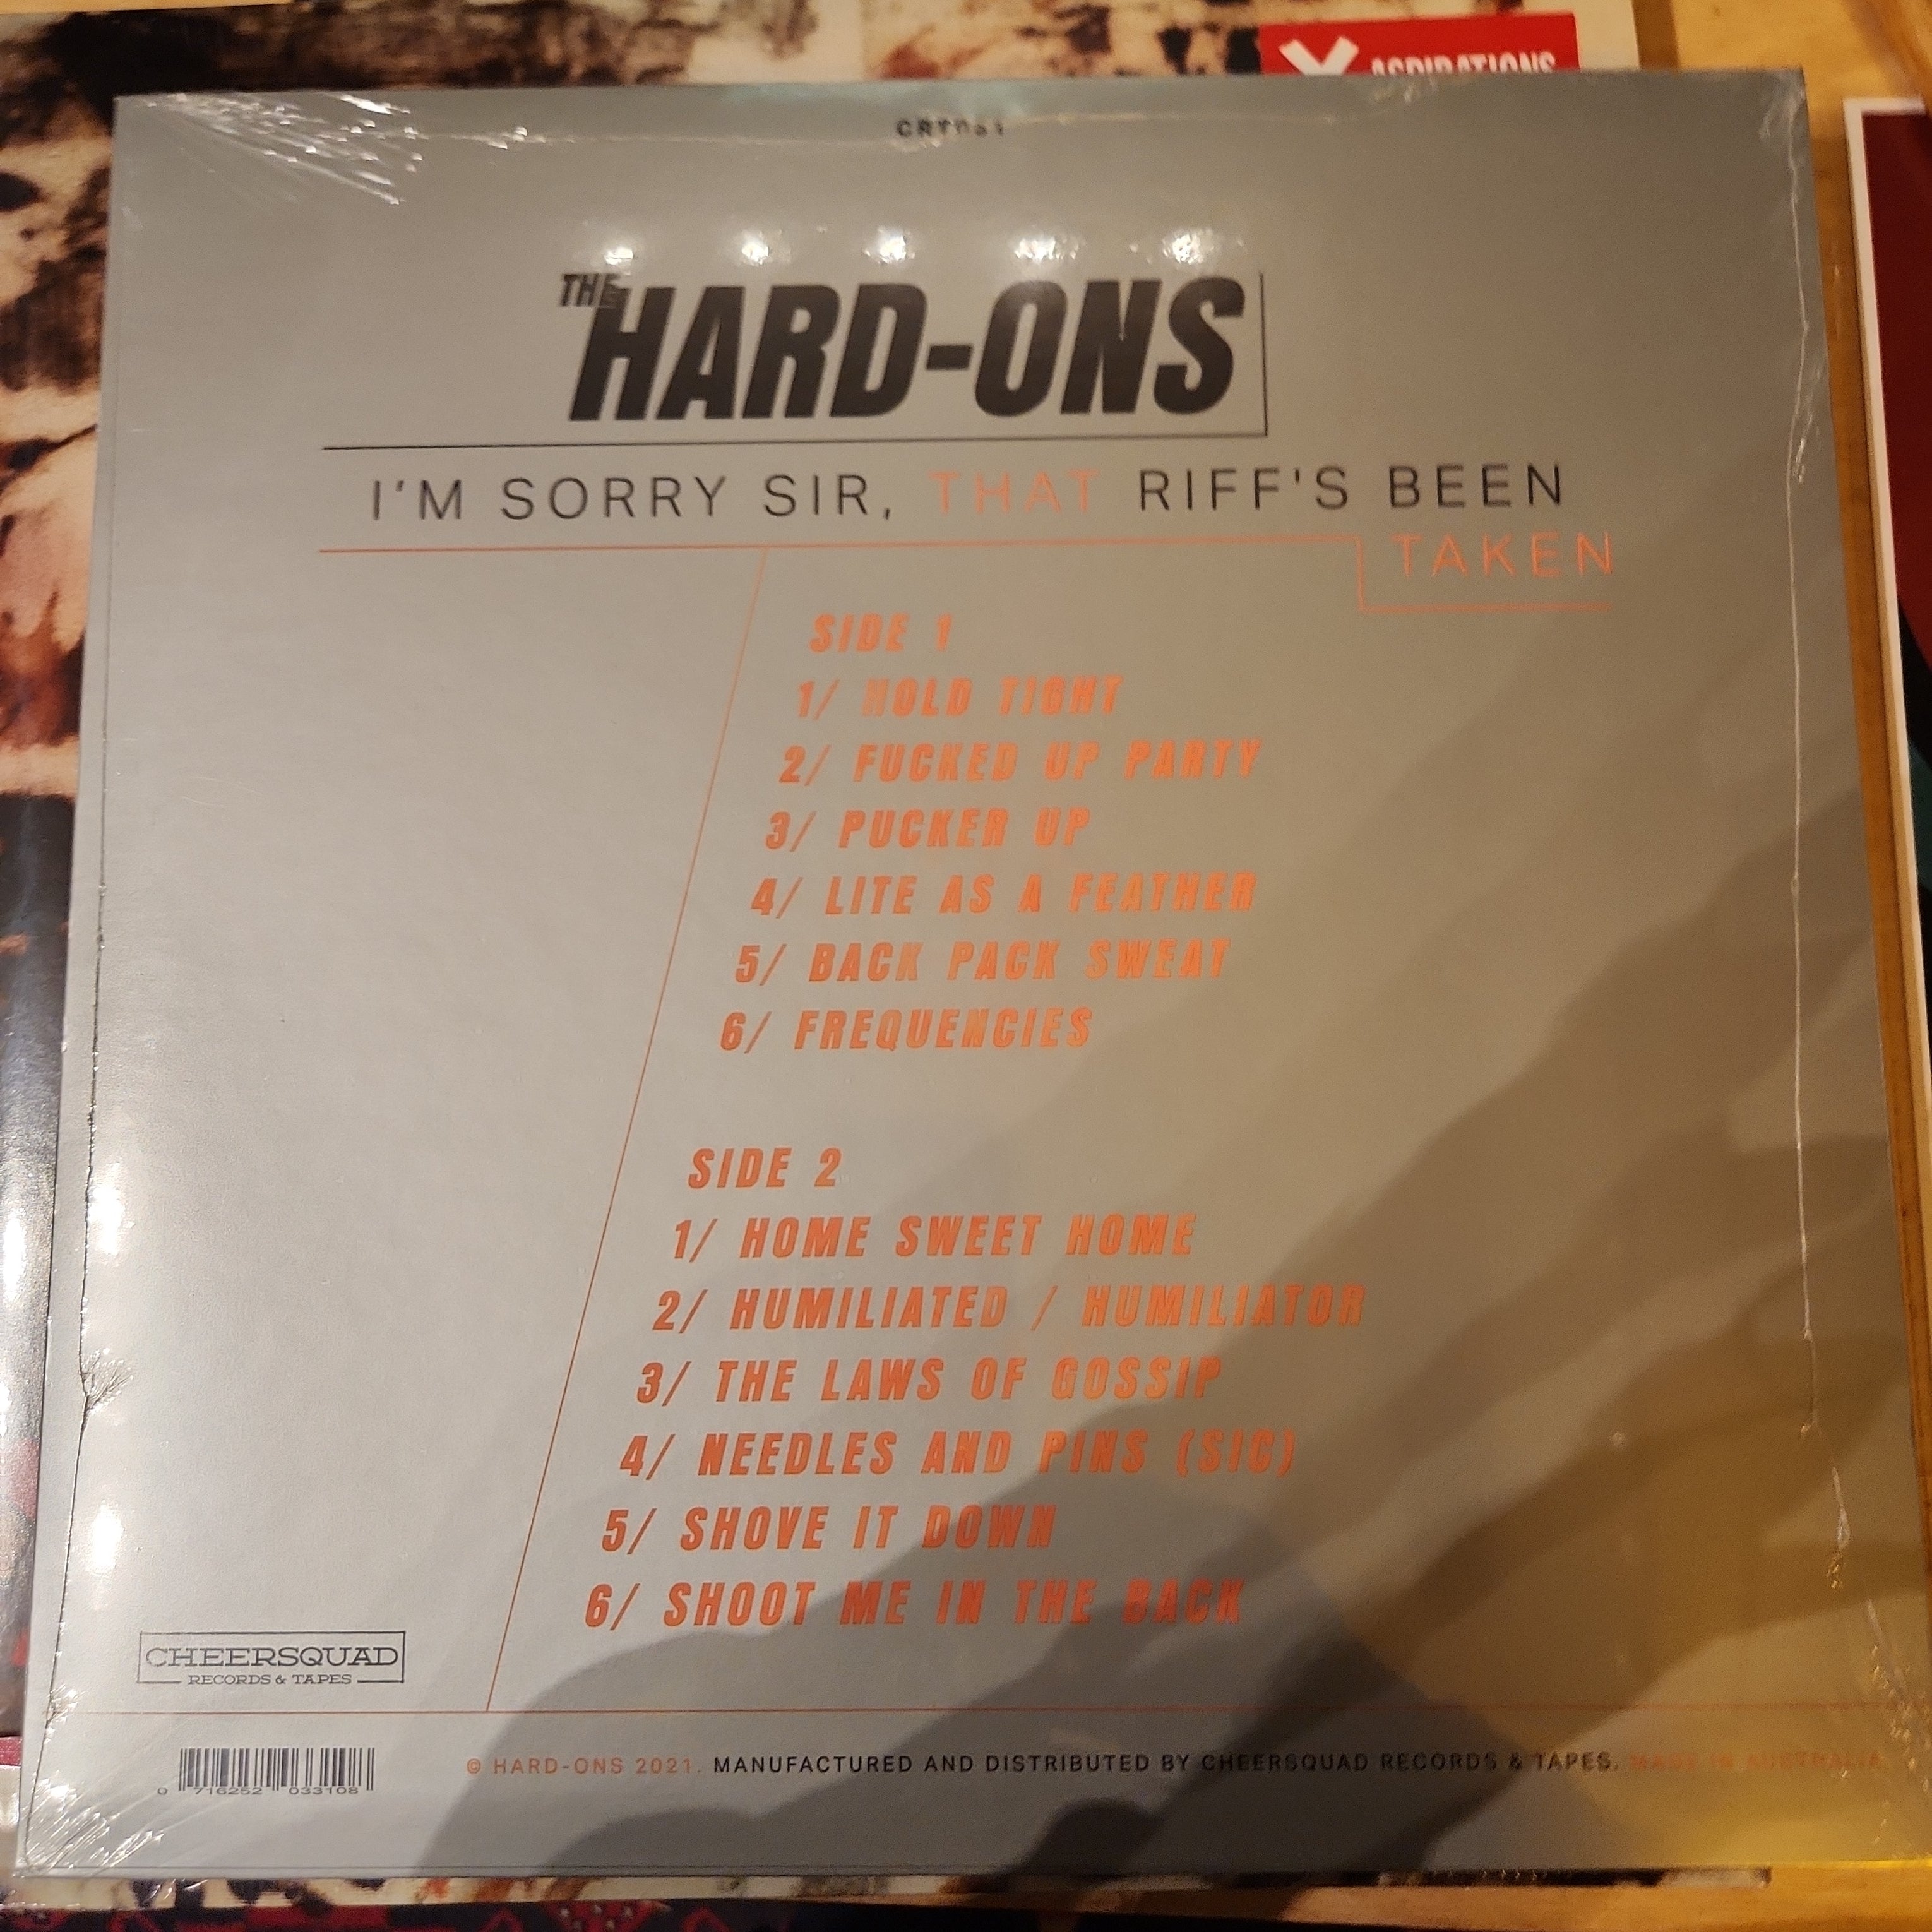 ASPIRATIONS
THE
HARD-ONS
I'M SORRY SIR, THAT RIFF'S BEEN
TAKEN
SIDE 1
1/ HOLD TIGHT
2/ FUCKED UP PARTY
3/ PUCKER UP
4/ LITE AS A FEATHER
5/ BACK PACK SWEAT
6/ FREQUENCIES
SIDE 2
1/ HOME SWEET HOME
2/ HUMILIATED / HUMILIATOR
3/ THE LAWS OF GOSSIP
4/ NEEDLES AND PINS (SIC)
5/ SHOVE IT DOWN
6/ SHOOT ME IN THE BACK
CHEERSQUAD
RECORDS & TAPES
© HARD-ONS 2021. MANUFACTURED AND DISTRIBUTED BY CHEERSQUAD RECORDS & TAPES. MADE IN AUSTRALIA
0 716252 033108